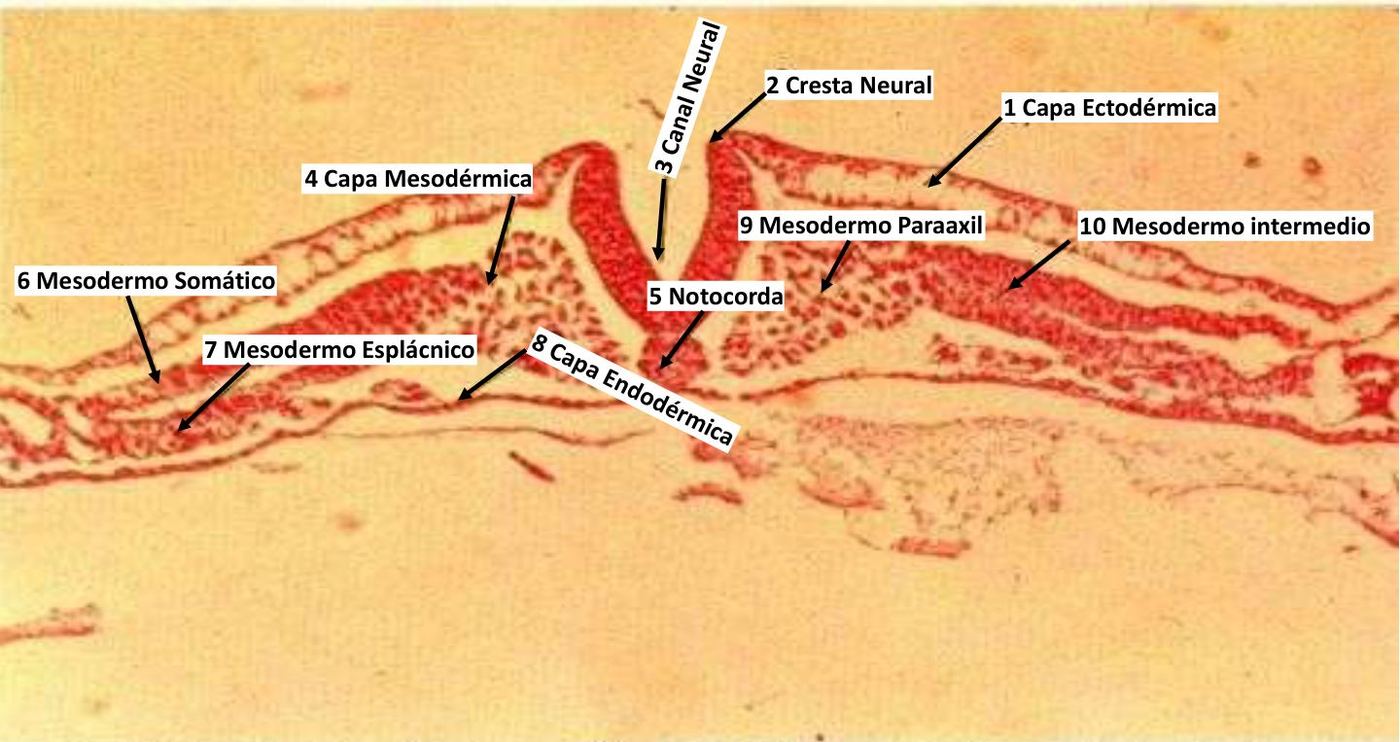 3 Canal Neural
2 Cresta Neural
1 Capa Ectodérmica
4 Capa Mesodérmica
9 Mesodermo Paraaxil
10 Mesodermo intermedio
6 Mesodermo Somático
5 Notocorda
7 Mesodermo Esplácnico
8 Capa Endodérmica